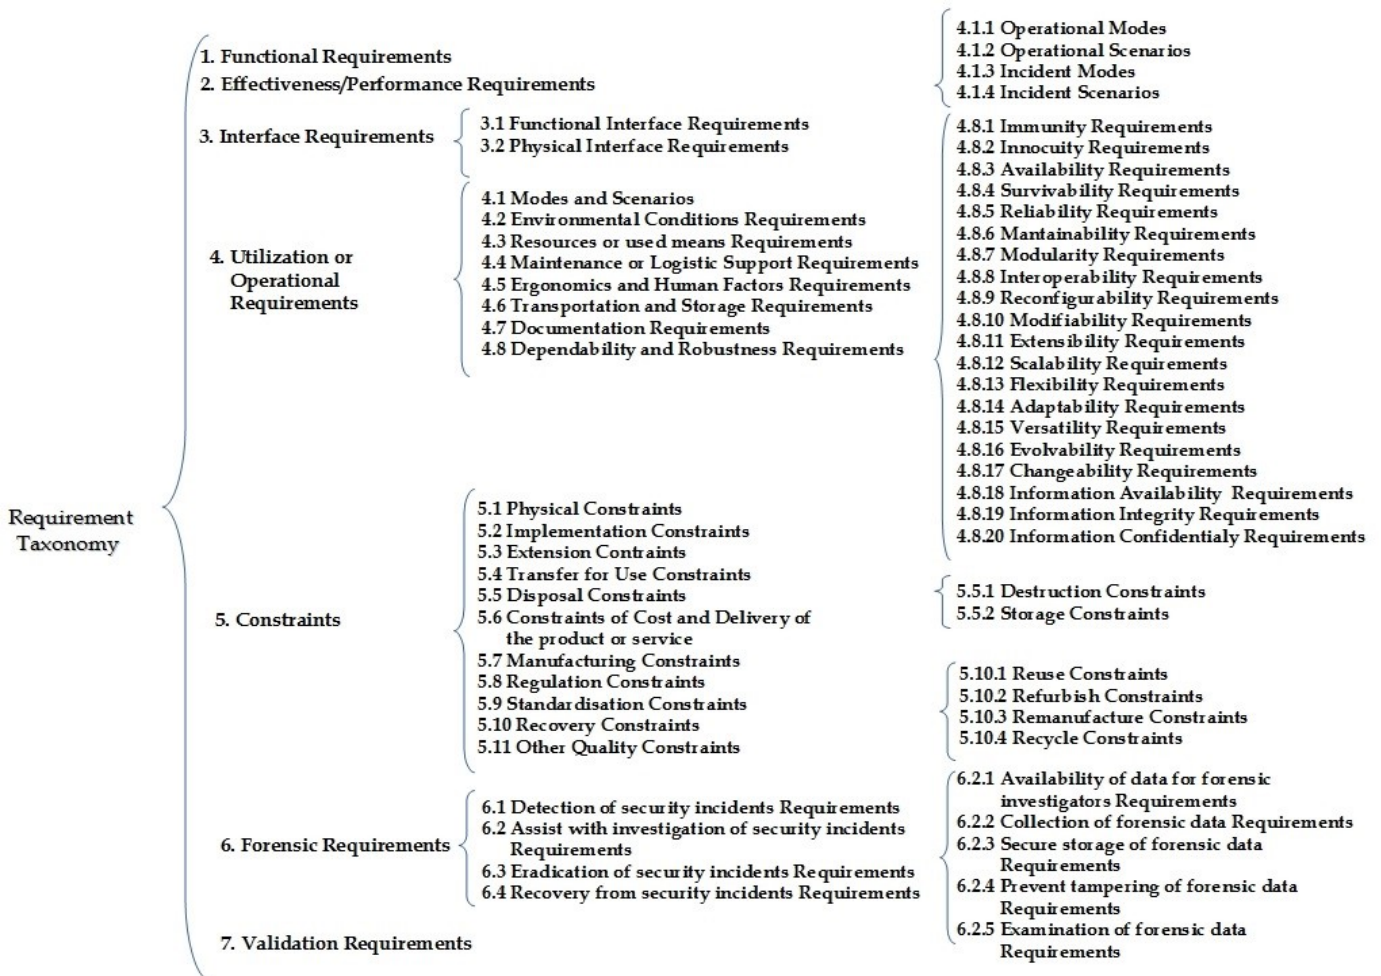 Requirement
Taxonomy
1. Functional Requirements
2. Effectiveness/Performance Requirements
3. Interface Requirements
3.1 Functional Interface Requirements
3.2 Physical Interface Requirements
4. Utilization or
Operational
Requirements
4.1 Modes and Scenarios
4.2 Environmental Conditions Requirements
4.3 Resources or used means Requirements
4.4 Maintenance or Logistic Support Requirements
4.5 Ergonomics and Human Factors Requirements
4.6 Transportation and Storage Requirements
4.7 Documentation Requirements
4.8 Dependability and Robustness Requirements
4.1.1 Operational Modes
4.1.2 Operational Scenarios
4.1.3 Incident Modes
4.1.4 Incident Scenarios
4.8.1 Immunity Requirements
4.8.2 Innocuity Requirements
4.8.3 Availability Requirements
4.8.4 Survivability Requirements
4.8.5 Reliability Requirements
4.8.6 Mantainability Requirements
4.8.7 Modularity Requirements
4.8.8 Interoperability Requirements
4.8.9 Reconfigurability Requirements
4.8.10 Modifiability Requirements
4.8.11 Extensibility Requirements
4.8.12 Scalability Requirements
4.8.13 Flexibility Requirements
4.8.14 Adaptability Requirements
4.8.15 Versatility Requirements
4.8.16 Evolvability Requirements
4.8.17 Changeability Requirements
4.8.18 Information Availability Requirements
4.8.19 Information Integrity Requirements
4.8.20 Information Confidentialy Requirements
5. Constraints
5.1 Physical Constraints
5.2 Implementation Constraints
5.3 Extension Contraints
5.4 Transfer for Use Constraints
5.5 Disposal Constraints
5.6 Constraints of Cost and Delivery of
the product or service
5.7 Manufacturing Constraints
5.8 Regulation Constraints
5.9 Standardisation Constraints
5.10 Recovery Constraints
5.11 Other Quality Constraints
5.5.1 Destruction Constraints
5.5.2 Storage Constraints
5.10.1 Reuse Constraints
5.10.2 Refurbish Constraints
5.10.3 Remanufacture Constraints
5.10.4 Recycle Constraints
6. Forensic Requirements
6.1 Detection of security incidents Requirements
6.2 Assist with investigation of security incidents
Requirements
6.3 Eradication of security incidents Requirements
6.4 Recovery from security incidents Requirements
6.2.1 Availability of data for forensic
investigators Requirements
6.2.2 Collection of forensic data Requirements
6.2.3 Secure storage of forensic data
Requirements
6.2.4 Prevent tampering of forensic data
Requirements
6.2.5 Examination of forensic data
Requirements
7. Validation Requirements